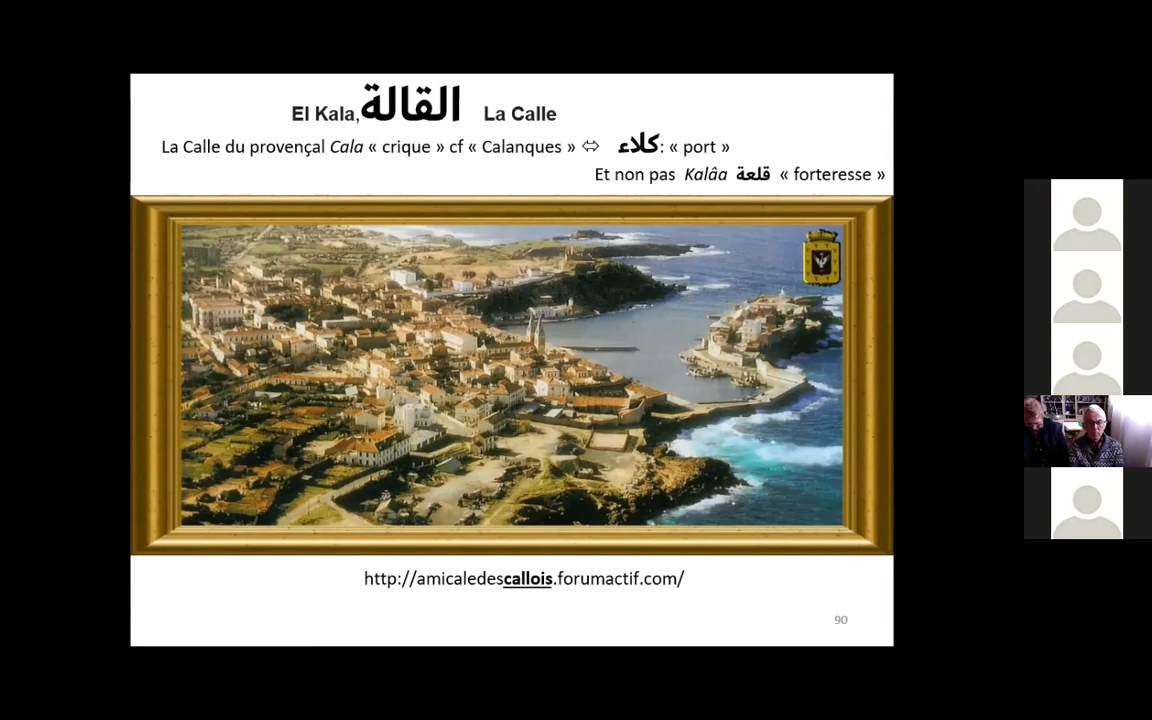 El Kala, القالة La Calle
La Calle du provençal Cala « crique » cf « Calanques » ⇔ كلاء: « port »
Et non pas Kalâa قلعة « forteresse »
http://amicaledescallois.forumactif.com/
90